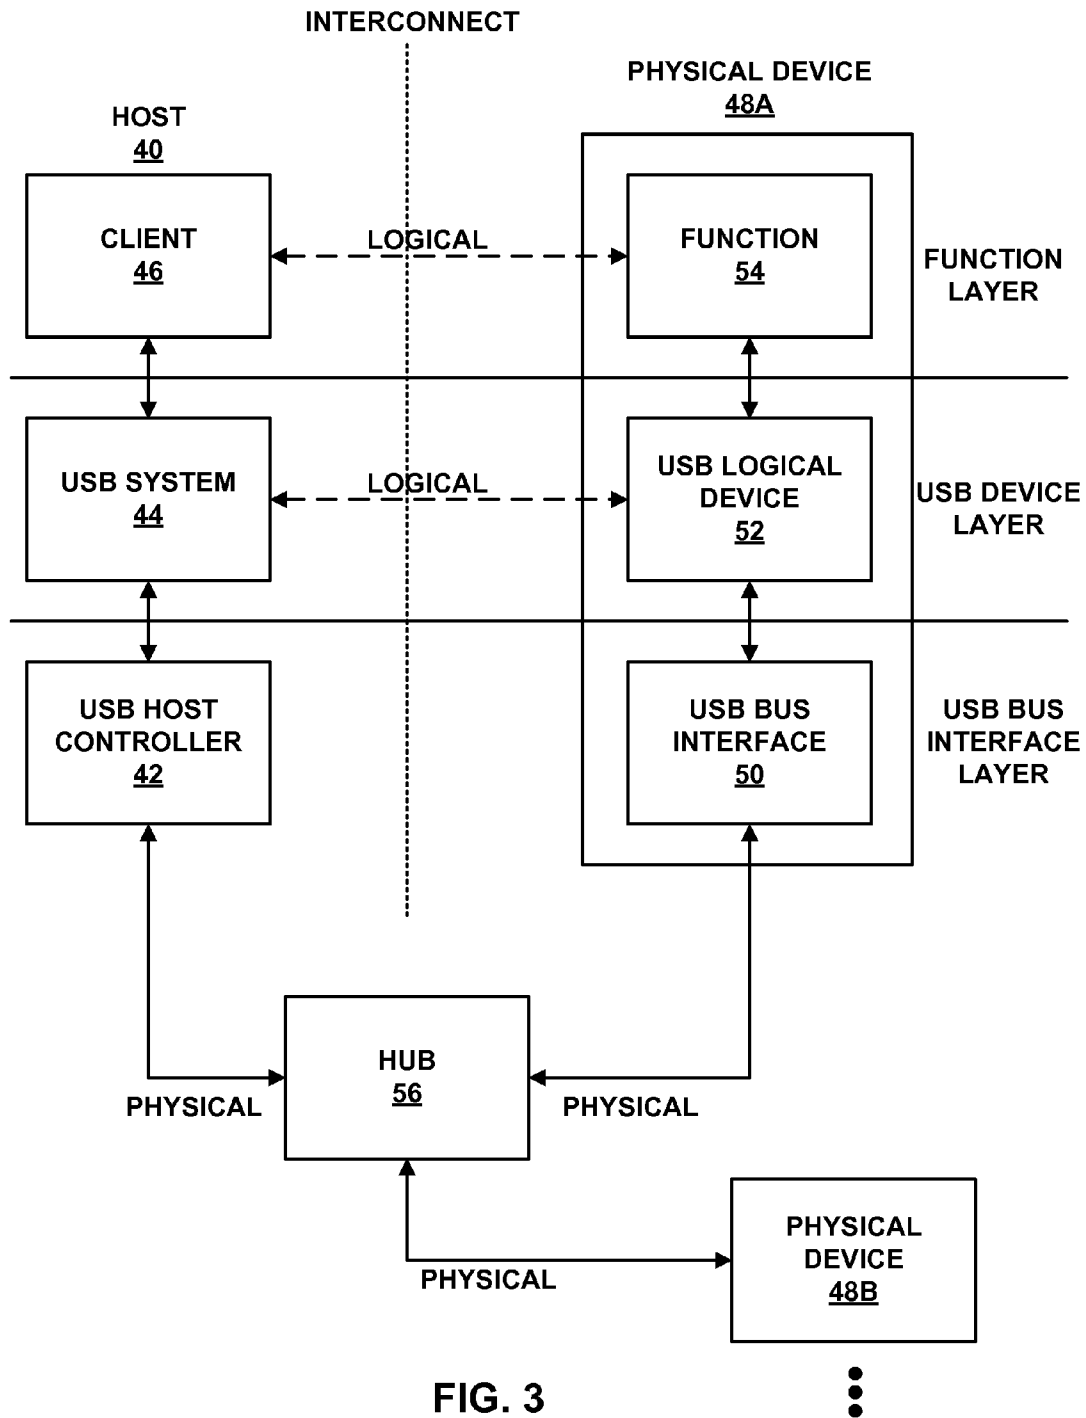 INTERCONNECT
PHYSICAL DEVICE
48A
HOST
40
CLIENT
46
LOGICAL
FUNCTION
54
FUNCTION
LAYER
USB SYSTEM
44
LOGICAL
USB LOGICAL
DEVICE
52
USB DEVICE
LAYER
USB HOST
CONTROLLER
42
USB BUS
INTERFACE
50
USB BUS
INTERFACE
LAYER
HUB
56
PHYSICAL
PHYSICAL
PHYSICAL
PHYSICAL
DEVICE
48B
FIG. 3